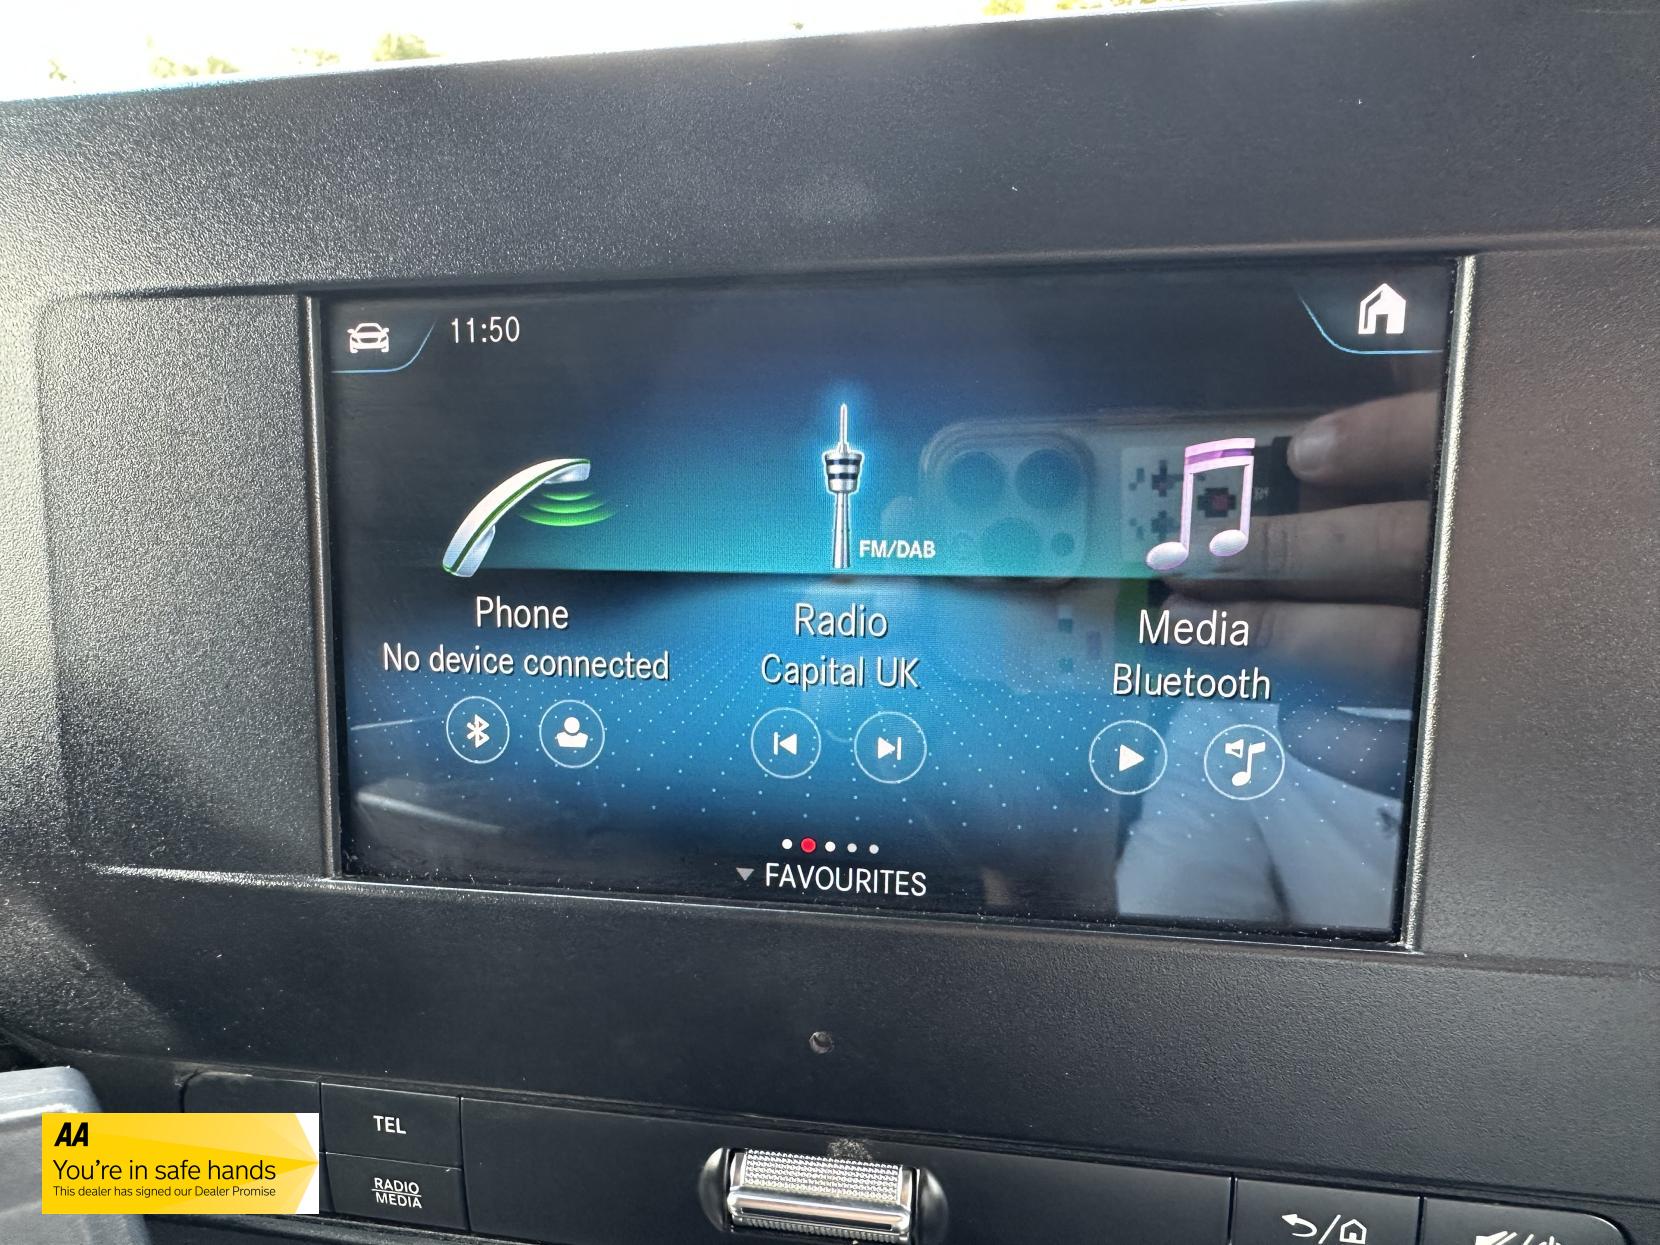 11:50
FM/DAB
Phone
No device connected
Radio
Capital UK
Media
Bluetooth
FAVOURITES
TEL
RADIO
MEDIA
AA
You're in safe hands
This dealer has signed our Dealer Promise